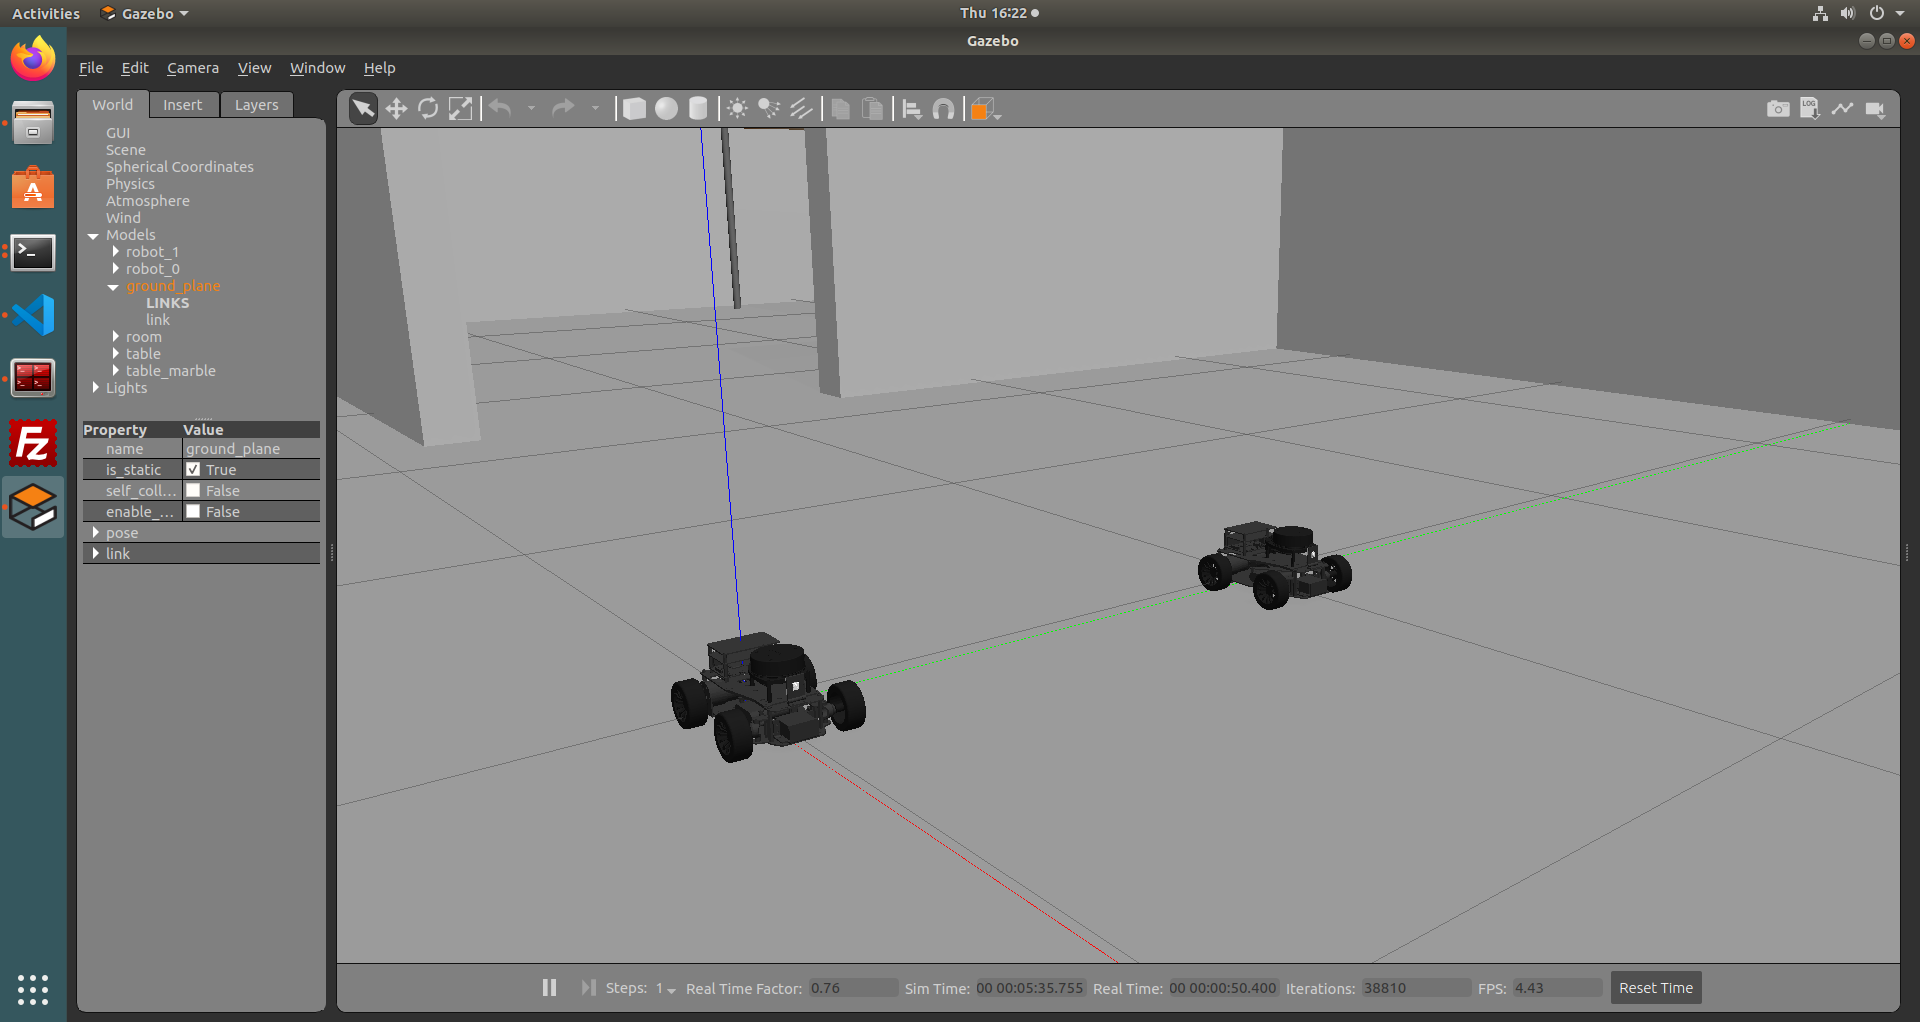 Activities Gazebo Thu 16:22
Gazebo
File Edit Camera View Window Help
World Insert Layers
GUI
Scene
Spherical Coordinates
Physics
Atmosphere
Wind
Models
robot_1
robot_0
ground_plane
LINKS
link
room
table
table_marble
Lights
Property Value
name ground_plane
is_static True
self_coll... False
enable_... False
pose
link
LOG
Steps: 1 Real Time Factor: 0.76 Sim Time: 00 00:05:35.755 Real Time: 00 00:00:50.400 Iterations: 38810 FPS: 4.43 Reset Time